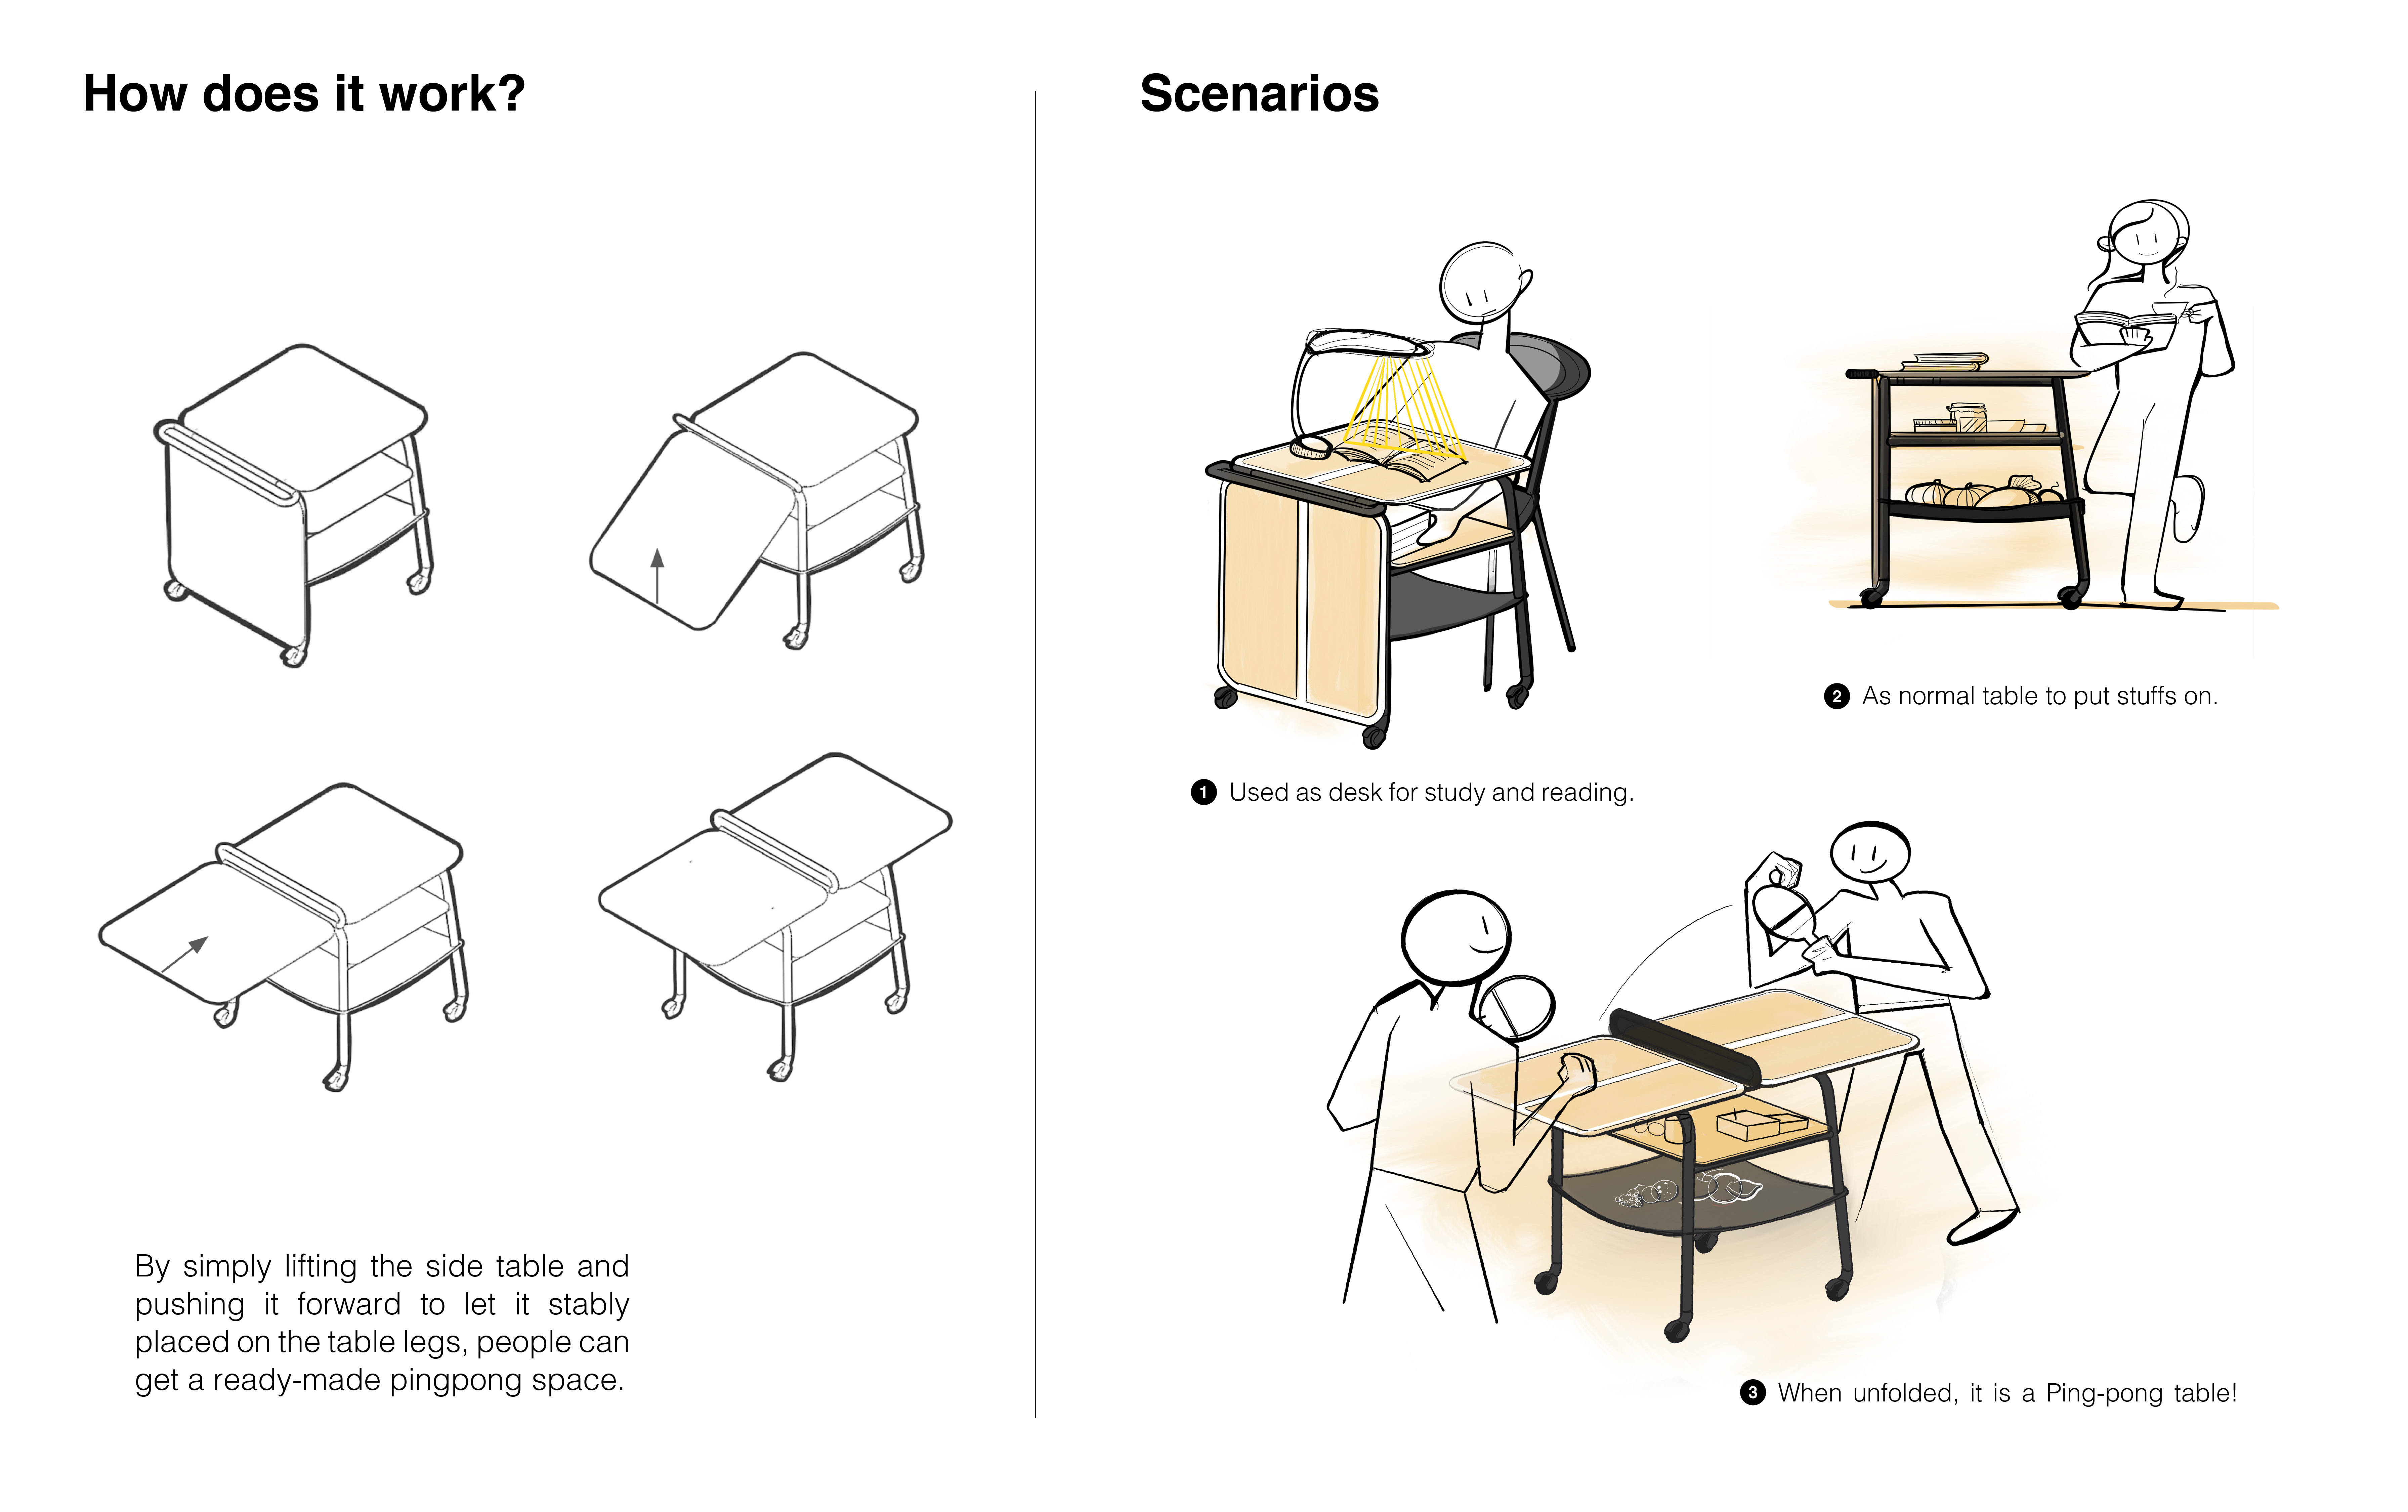 How does it work?
By simply lifting the side table and
pushing it forward to let it stably
placed on the table legs, people can
get a ready-made pingpong space.
Scenarios
1 Used as desk for study and reading.
2 As normal table to put stuffs on.
3 When unfolded, it is a Ping-pong table!